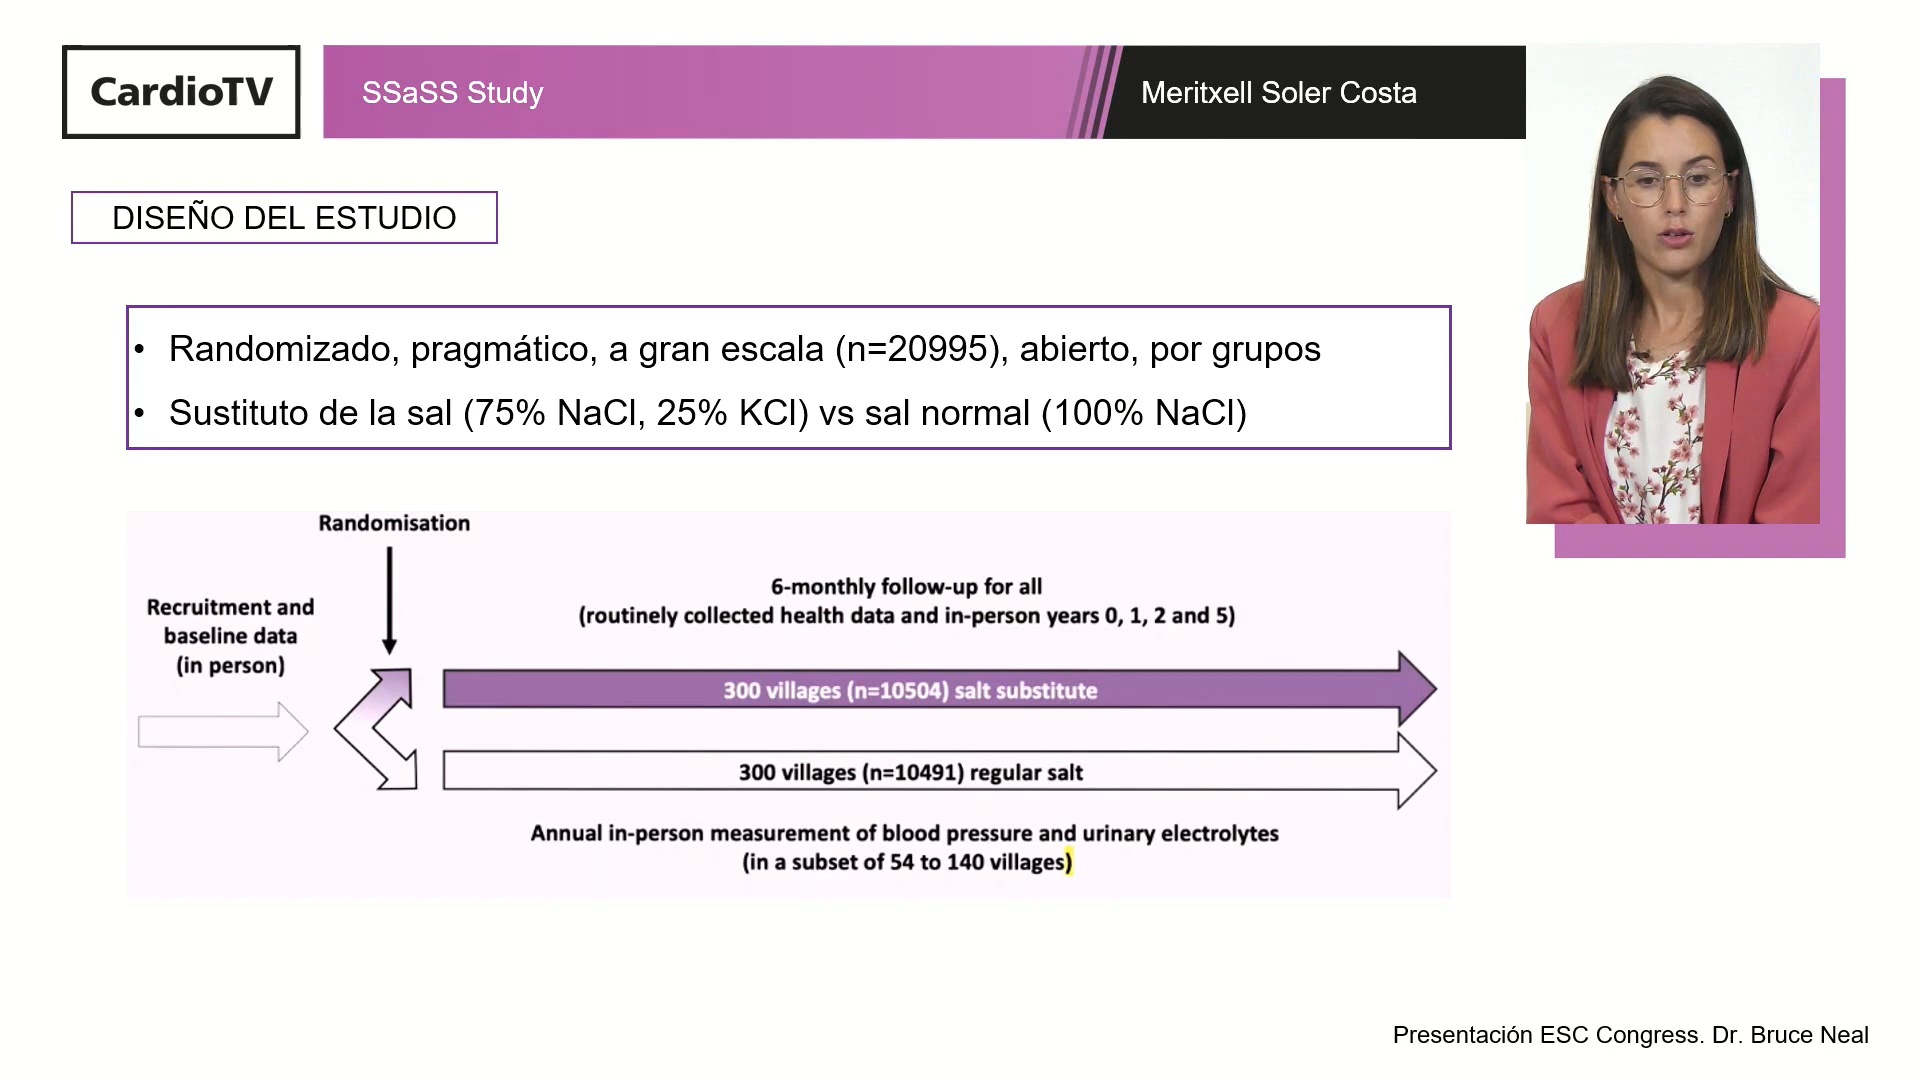 CardioTV
SSaSS Study
Meritxell Soler Costa
DISEÑO DEL ESTUDIO
• Randomizado, pragmático, a gran escala (n=20995), abierto, por grupos
• Sustituto de la sal (75% NaCl, 25% KCl) vs sal normal (100% NaCl)
Randomisation
Recruitment and
baseline data
(in person)
6-monthly follow-up for all
(routinely collected health data and in-person years 0, 1, 2 and 5)
300 villages (n=10504) salt substitute
300 villages (n=10491) regular salt
Annual in-person measurement of blood pressure and urinary electrolytes
(in a subset of 54 to 140 villages)
Presentación ESC Congress. Dr. Bruce Neal